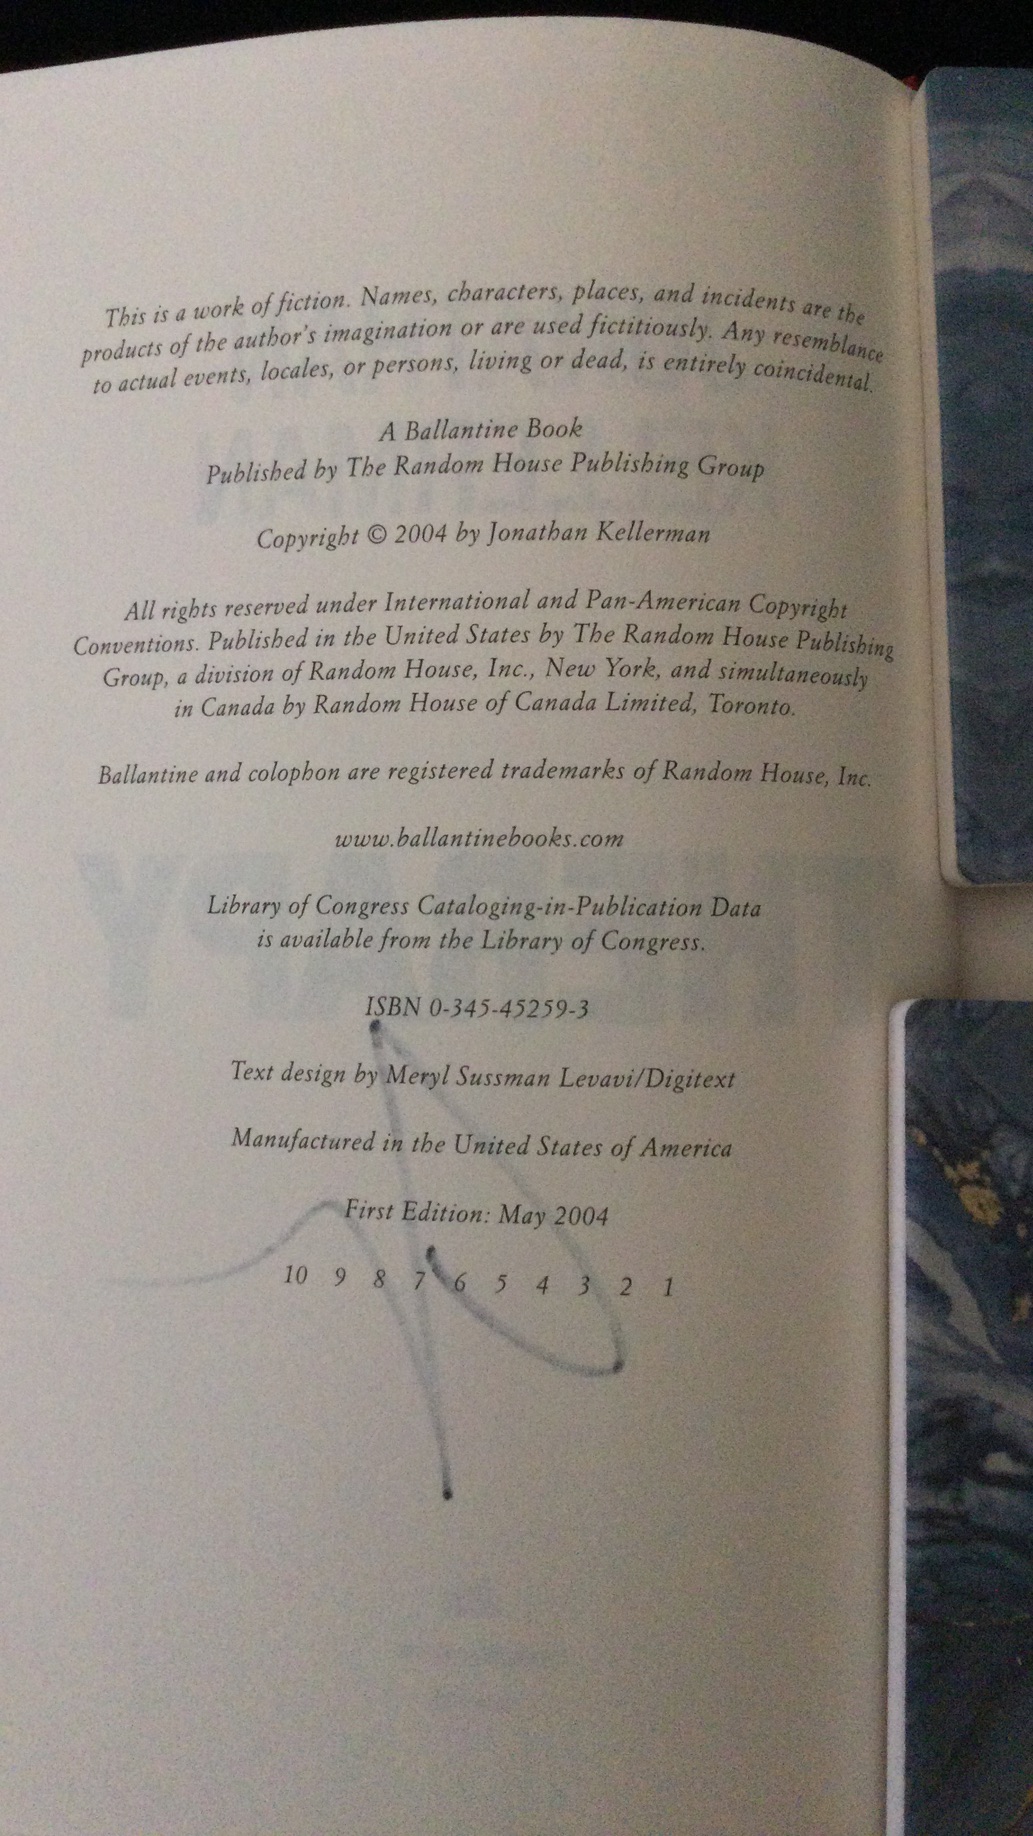 This is a work of fiction. Names, characters, places, and incidents are the
products of the author's imagination or are used fictitiously. Any resemblance
to actual events, locales, or persons, living or dead, is entirely coincidental.
A Ballantine Book
Published by The Random House Publishing Group
Copyright © 2004 by Jonathan Kellerman
All rights reserved under International and Pan-American Copyright
Conventions. Published in the United States by The Random House Publishing
Group, a division of Random House, Inc., New York, and simultaneously
in Canada by Random House of Canada Limited, Toronto.
Ballantine and colophon are registered trademarks of Random House, Inc.
www.ballantinebooks.com
Library of Congress Cataloging-in-Publication Data
is available from the Library of Congress.
ISBN 0-345-45259-3
Text design by Meryl Sussman Levavi/Digitext
Manufactured in the United States of America
First Edition: May 2004
10 9 8 7 6 5 4 3 2 1